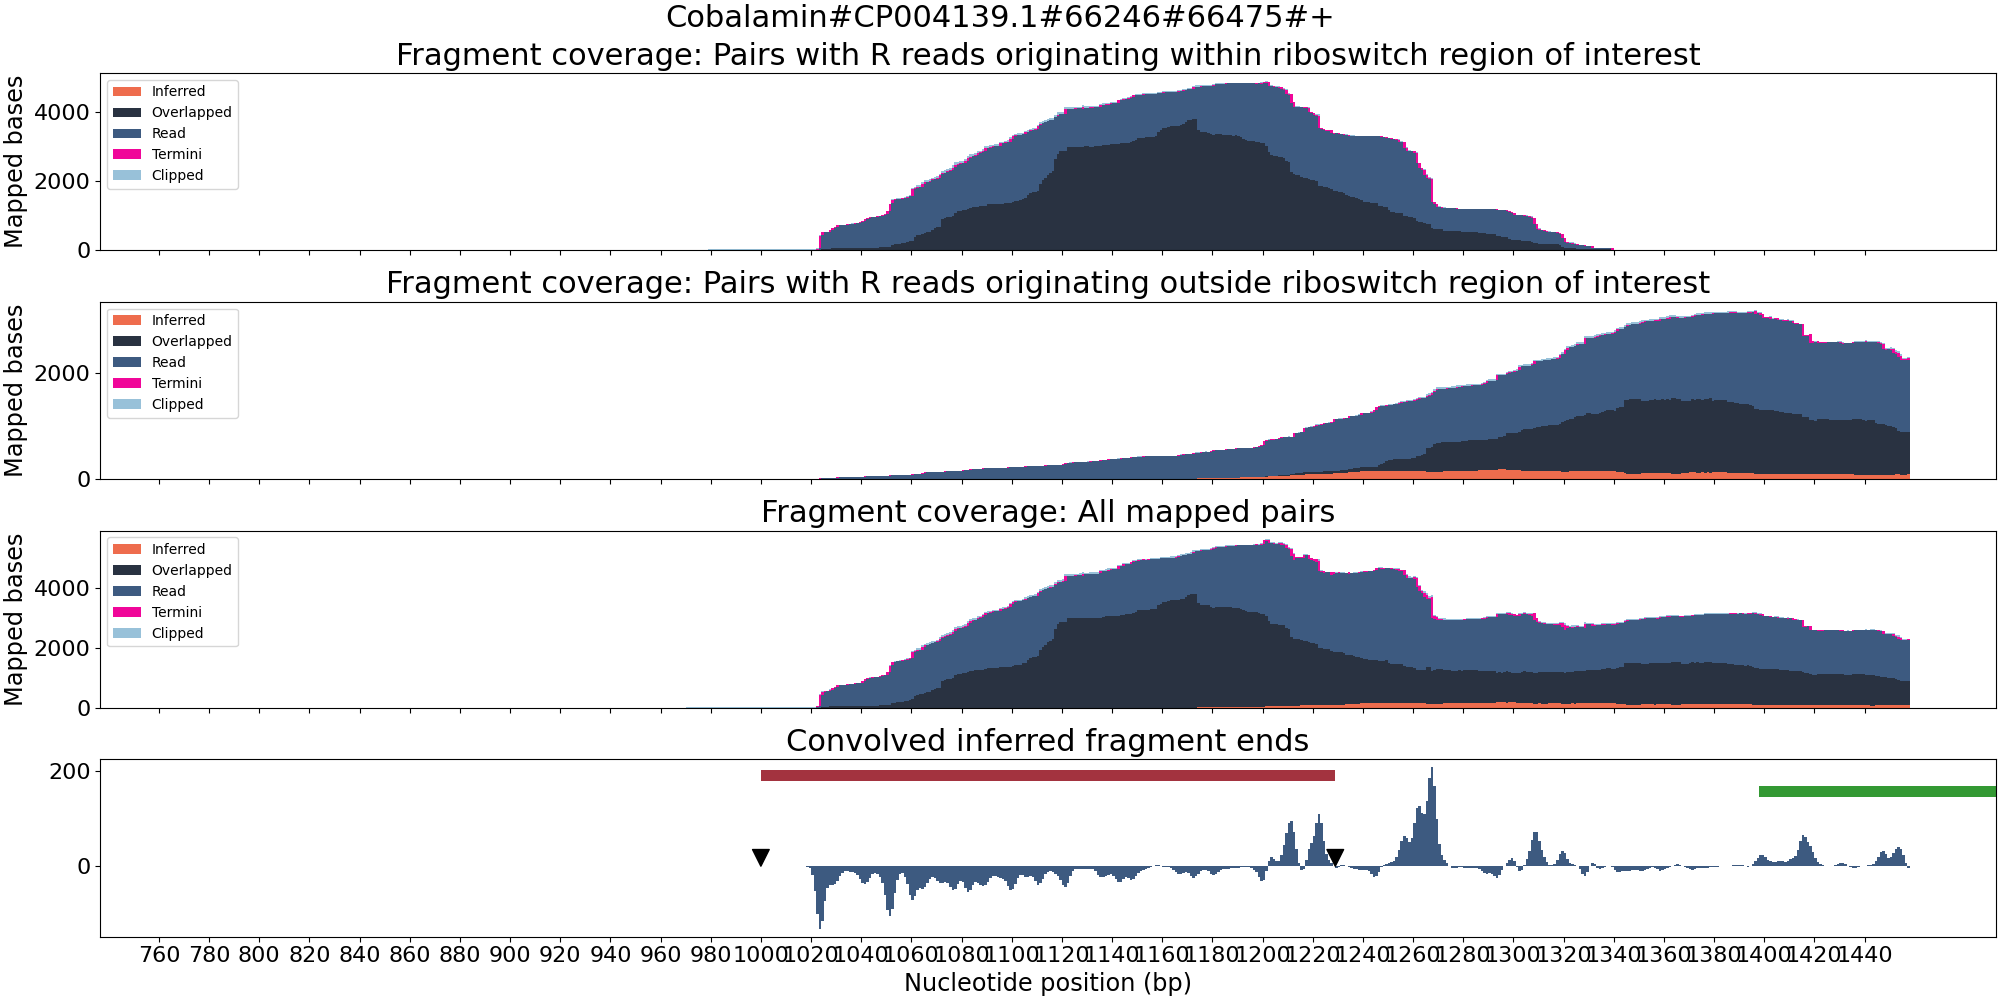 Cobalamin#CP004139.1#66246#66475#+
Fragment coverage: Pairs with R reads originating within riboswitch region of interest
Mapped bases
4000
2000
0
Inferred
Overlapped
Read
Termini
Clipped
Fragment coverage: Pairs with R reads originating outside riboswitch region of interest
Mapped bases
2000
0
Inferred
Overlapped
Read
Termini
Clipped
Fragment coverage: All mapped pairs
Mapped bases
4000
2000
0
Inferred
Overlapped
Read
Termini
Clipped
Convolved inferred fragment ends
200
0
760 780 800 820 840 860 880 900 920 940 960 980 1000 1020 1040 1060 1080 1100 1120 1140 1160 1180 1200 1220 1240 1260 1280 1300 1320 1340 1360 1380 1400 1420 1440
Nucleotide position (bp)